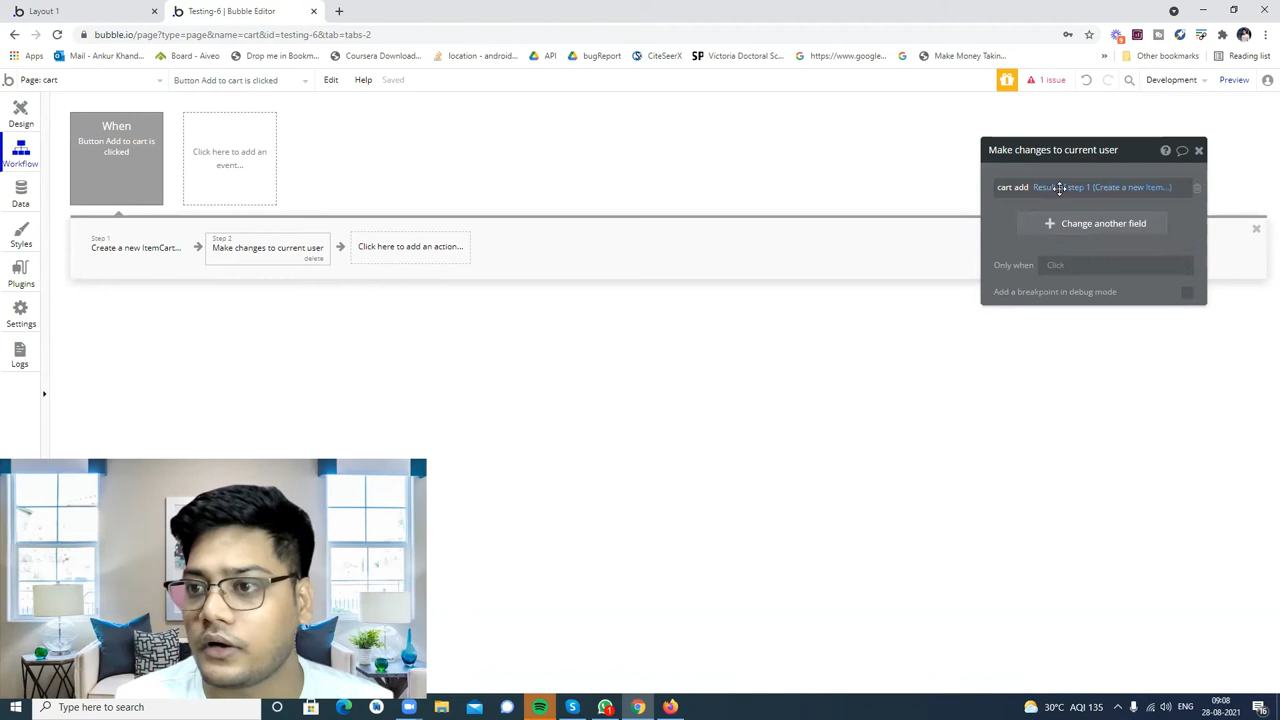 Layout 1
Testing-6 | Bubble Editor
bubble.io/page?type=page&name=cart&id=testing-6&tab=tabs-2
Apps
Mail - Ankur Khand...
Board - Aiveo
Drop me in Bookm...
Coursera Download...
location - android...
API
bugReport
CiteSeerX
SP Victoria Doctoral Sc...
https://www.google...
Make Money Takin...
Other bookmarks
Reading list
Page: cart
Button Add to cart is clicked
Edit
Help
Saved
1 issue
Development
Preview
Design
Workflow
Data
Styles
Plugins
Settings
Logs
When
Button Add to cart is
clicked
Click here to add an
event...
Step 1
Create a new ItemCart...
Step 2
Make changes to current user
delete
Click here to add an action...
Make changes to current user
cart add step 1 (Create a new Item...)
Change another field
Only when
Click
Add a breakpoint in debug mode
Type here to search
30°C AQI 135
ENG
09:08
28-08-2021